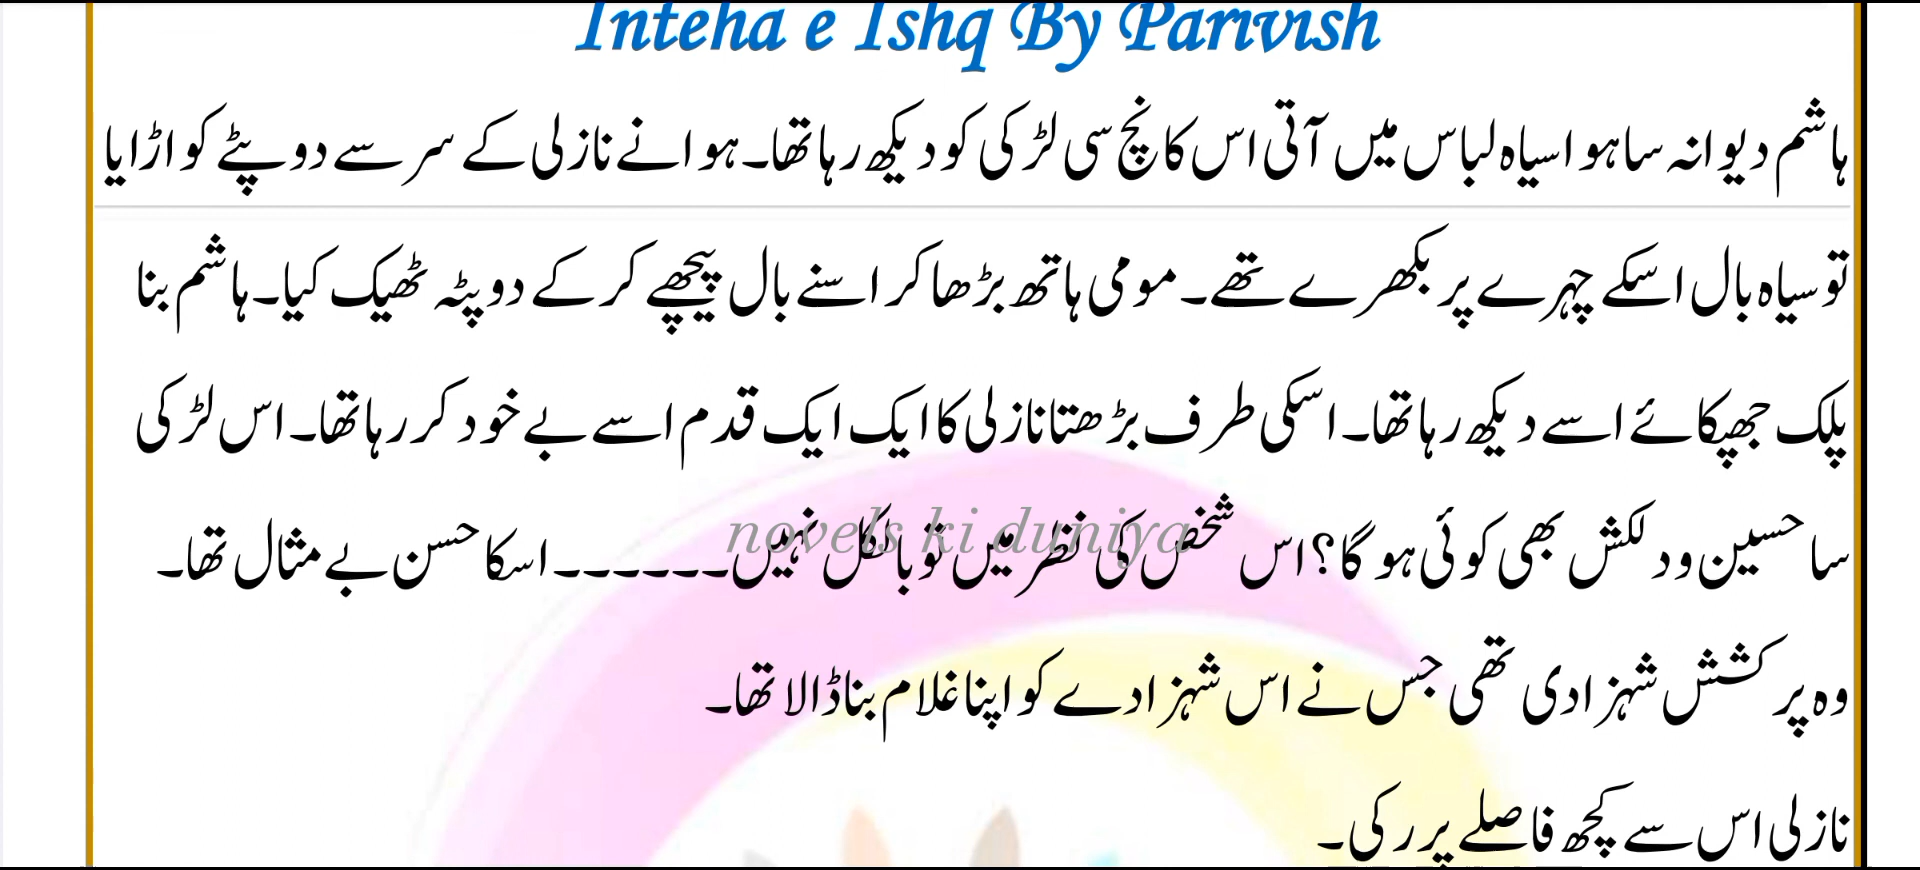 Inteha e Ishq By Parivish
ہاشم دیوانہ سا ہوا سیاہ لباس میں آتی اس کانچ سی لڑکی کو دیکھ رہا تھا۔ ہوا نے نازلی کے سر سے دوپٹے کو اڑایا
تو سیاہ بال اسکے چہرے پر بکھرے تھے۔ مومی ہاتھ بڑھا کر اسنے بال پیچھے کر کے دوپٹہ ٹھیک کیا۔ ہاشم بنا
پلک جھپکائے اسے دیکھ رہا تھا۔ اسکی طرف بڑھتا نازلی کا ایک ایک قدم اسے بے خود کر رہا تھا۔ اس لڑکی
سا حسین و دلکش بھی کوئی ہو گا؟ اس شخص کی نظر میں تو بالکل نہیں۔۔۔۔۔۔ اسکا حسن بے مثال تھا۔
novels ki duniya
وہ پر کشش شہزادی تھی جس نے اس شہزادے کو اپنا غلام بنا ڈالا تھا۔
نازلی اس سے کچھ فاصلے پر رکی۔